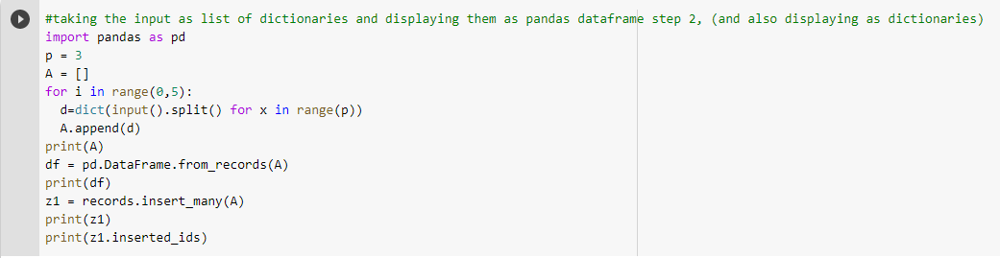 #taking the input as list of dictionaries and displaying them as pandas dataframe step 2, (and also displaying as dictionaries)
import pandas as pd
p = 3
A = []
for i in range(0,5):
  d=dict(input().split() for x in range(p))
  A.append(d)
print(A)
df = pd.DataFrame.from_records(A)
print(df)
z1 = records.insert_many(A)
print(z1)
print(z1.inserted_ids)